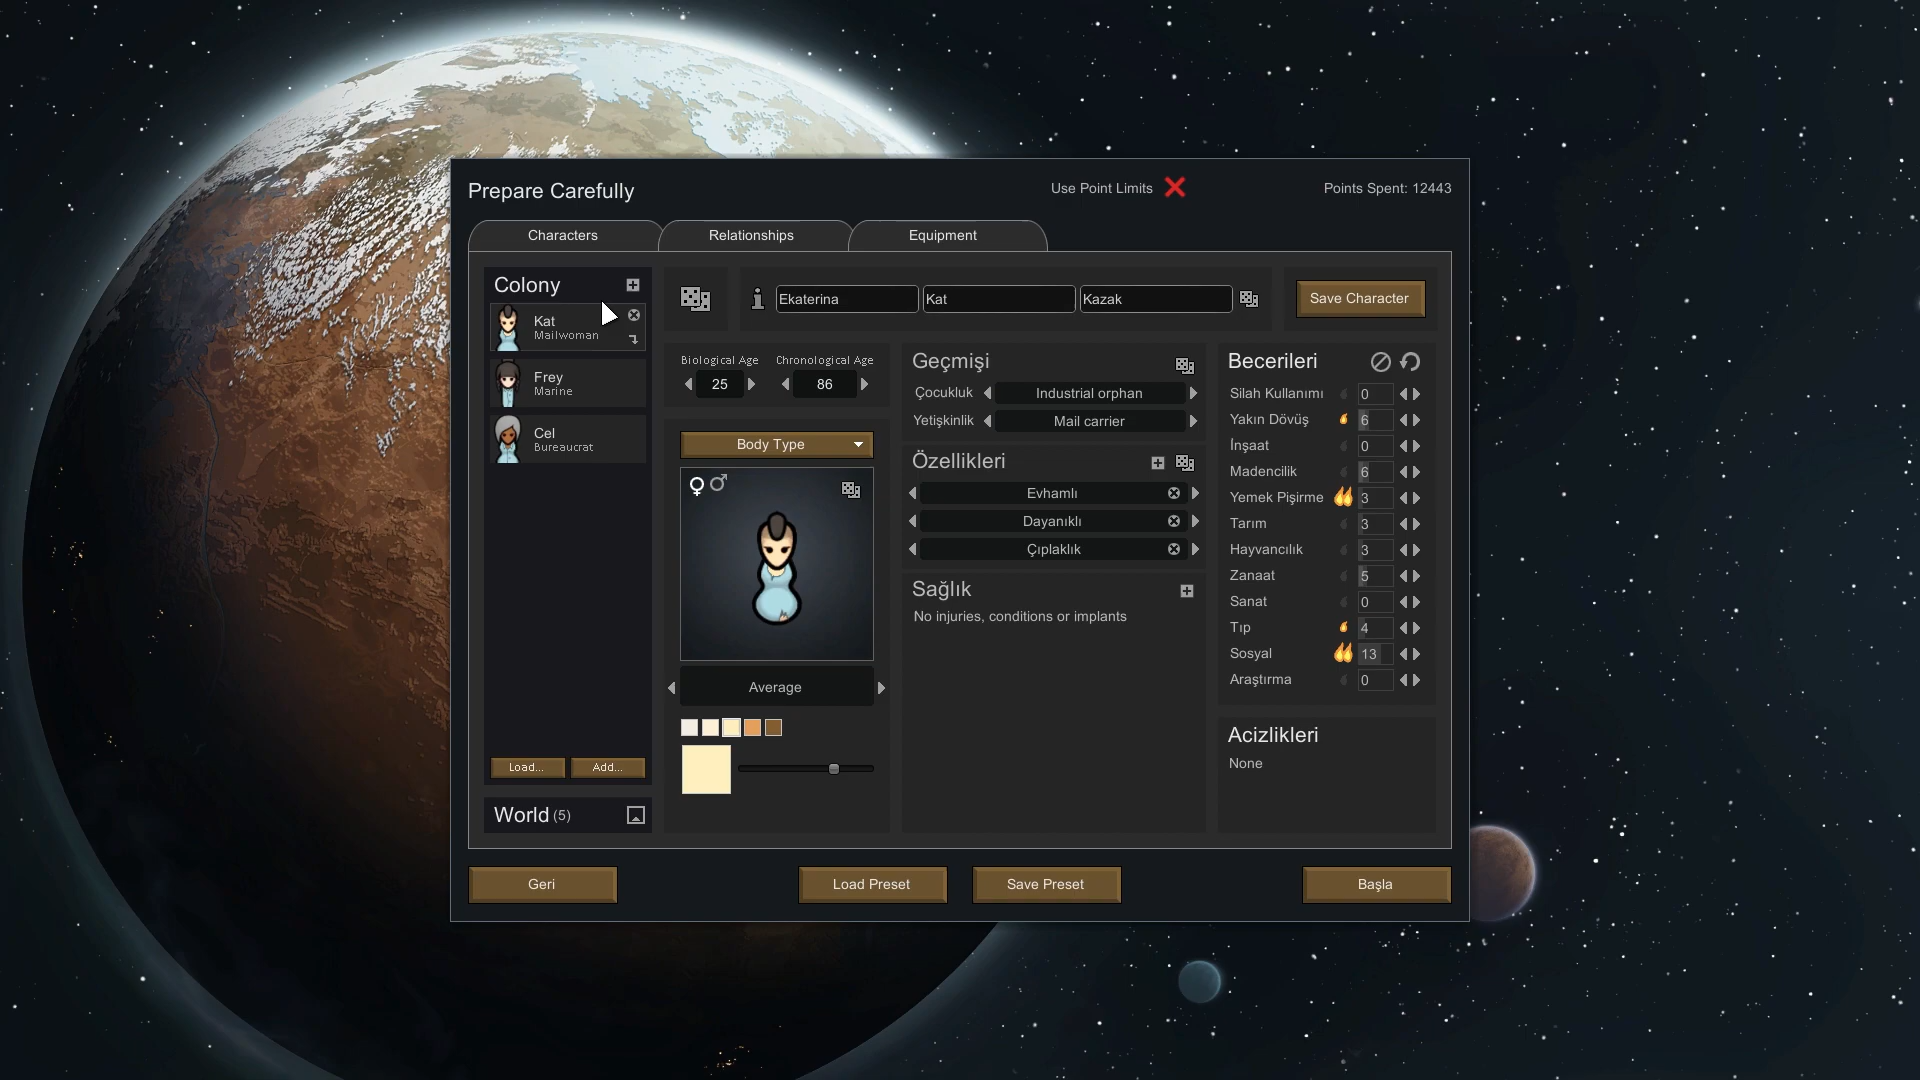 Prepare Carefully
Use Point Limits
Points Spent: 12443
Characters
Relationships
Equipment
Colony
Kat
Mailwoman
Frey
Marine
Cel
Bureaucrat
Load...
Add...
World (5)
Ekaterina
Kat
Kazak
Save Character
Biological Age
Chronological Age
25
86
Body Type
Average
Geçmişi
Çocukluk
Industrial orphan
Yetişkinlik
Mail carrier
Özellikleri
Evhamlı
Dayanıklı
Çıplaklık
Sağlık
No injuries, conditions or implants
Becerileri
Silah Kullanımı 0
Yakın Dövüş 6
İnşaat 0
Madencilik 6
Yemek Pişirme 3
Tarım 3
Hayvancılık 3
Zanaat 5
Sanat 0
Tıp 4
Sosyal 13
Araştırma 0
Acizlikleri
None
Geri
Load Preset
Save Preset
Başla